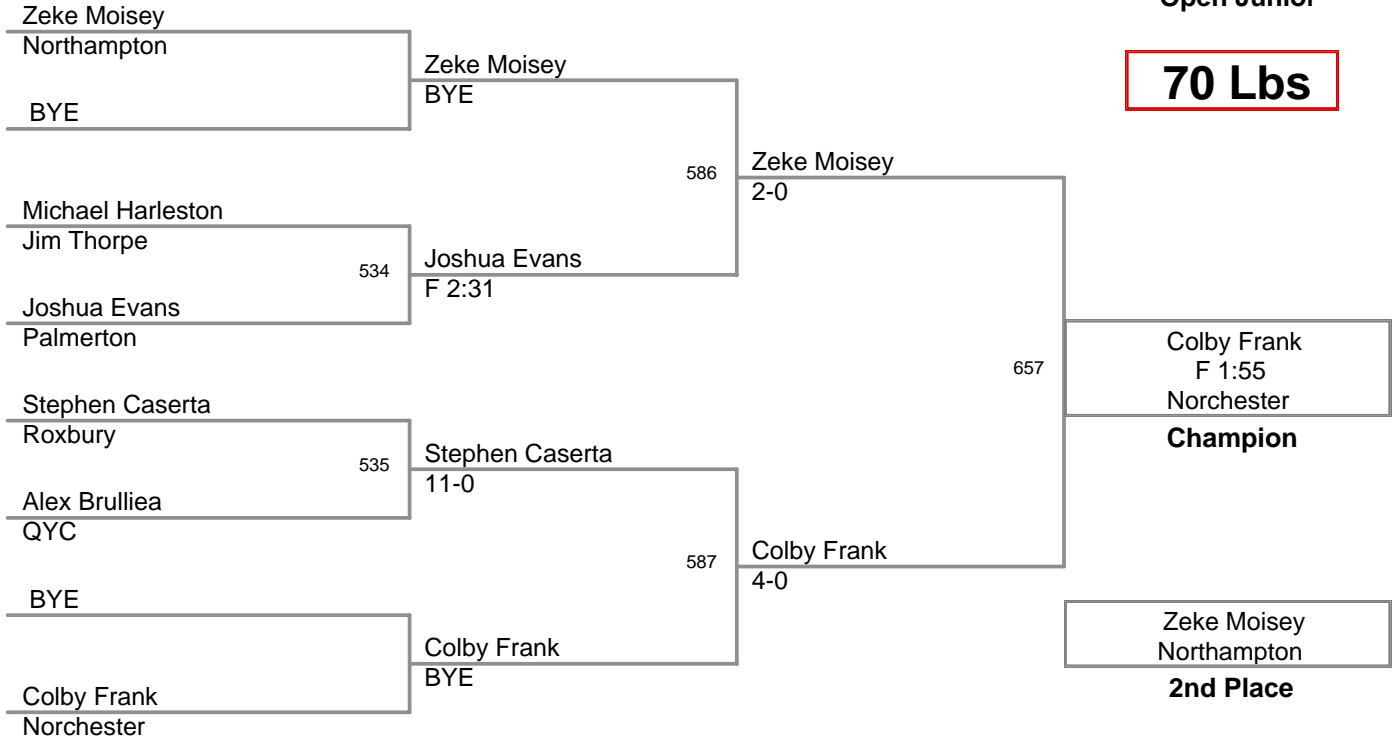 Open Junior
70 Lbs
Zeke Moisey
Northampton
BYE
Michael Harleston
Jim Thorpe
534
Joshua Evans
Palmerton
Stephen Caserta
Roxbury
535
Alex Brulliea
QYC
BYE
Colby Frank
Norchester
Zeke Moisey
BYE
586
Joshua Evans
F 2:31
Stephen Caserta
11-0
587
Colby Frank
BYE
Zeke Moisey
2-0
657
Colby Frank
4-0
Colby Frank
F 1:55
Norchester
Champion
Zeke Moisey
Northampton
2nd Place